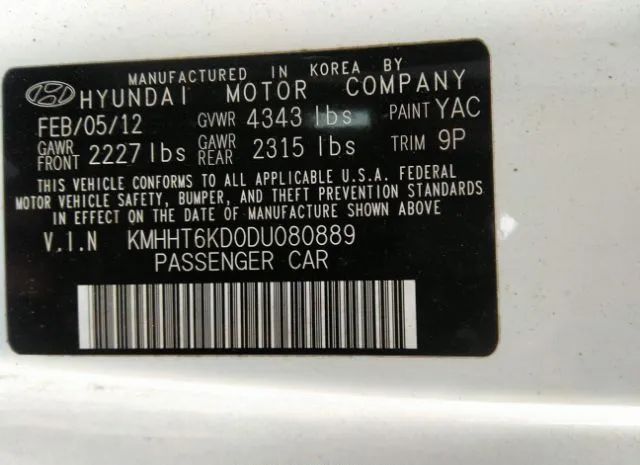 MANUFACTURED IN KOREA BY
HYUNDAI MOTOR COMPANY
FEB/05/12 GVWR 4343 lbs PAINT YAC
GAWR FRONT 2227 lbs GAWR REAR 2315 lbs TRIM 9P
THIS VEHICLE CONFORMS TO ALL APPLICABLE U.S.A. FEDERAL
MOTOR VEHICLE SAFETY, BUMPER, AND THEFT PREVENTION STANDARDS
IN EFFECT ON THE DATE OF MANUFACTURE SHOWN ABOVE.
V.I.N KMHHT6KD0DU080889
PASSENGER CAR